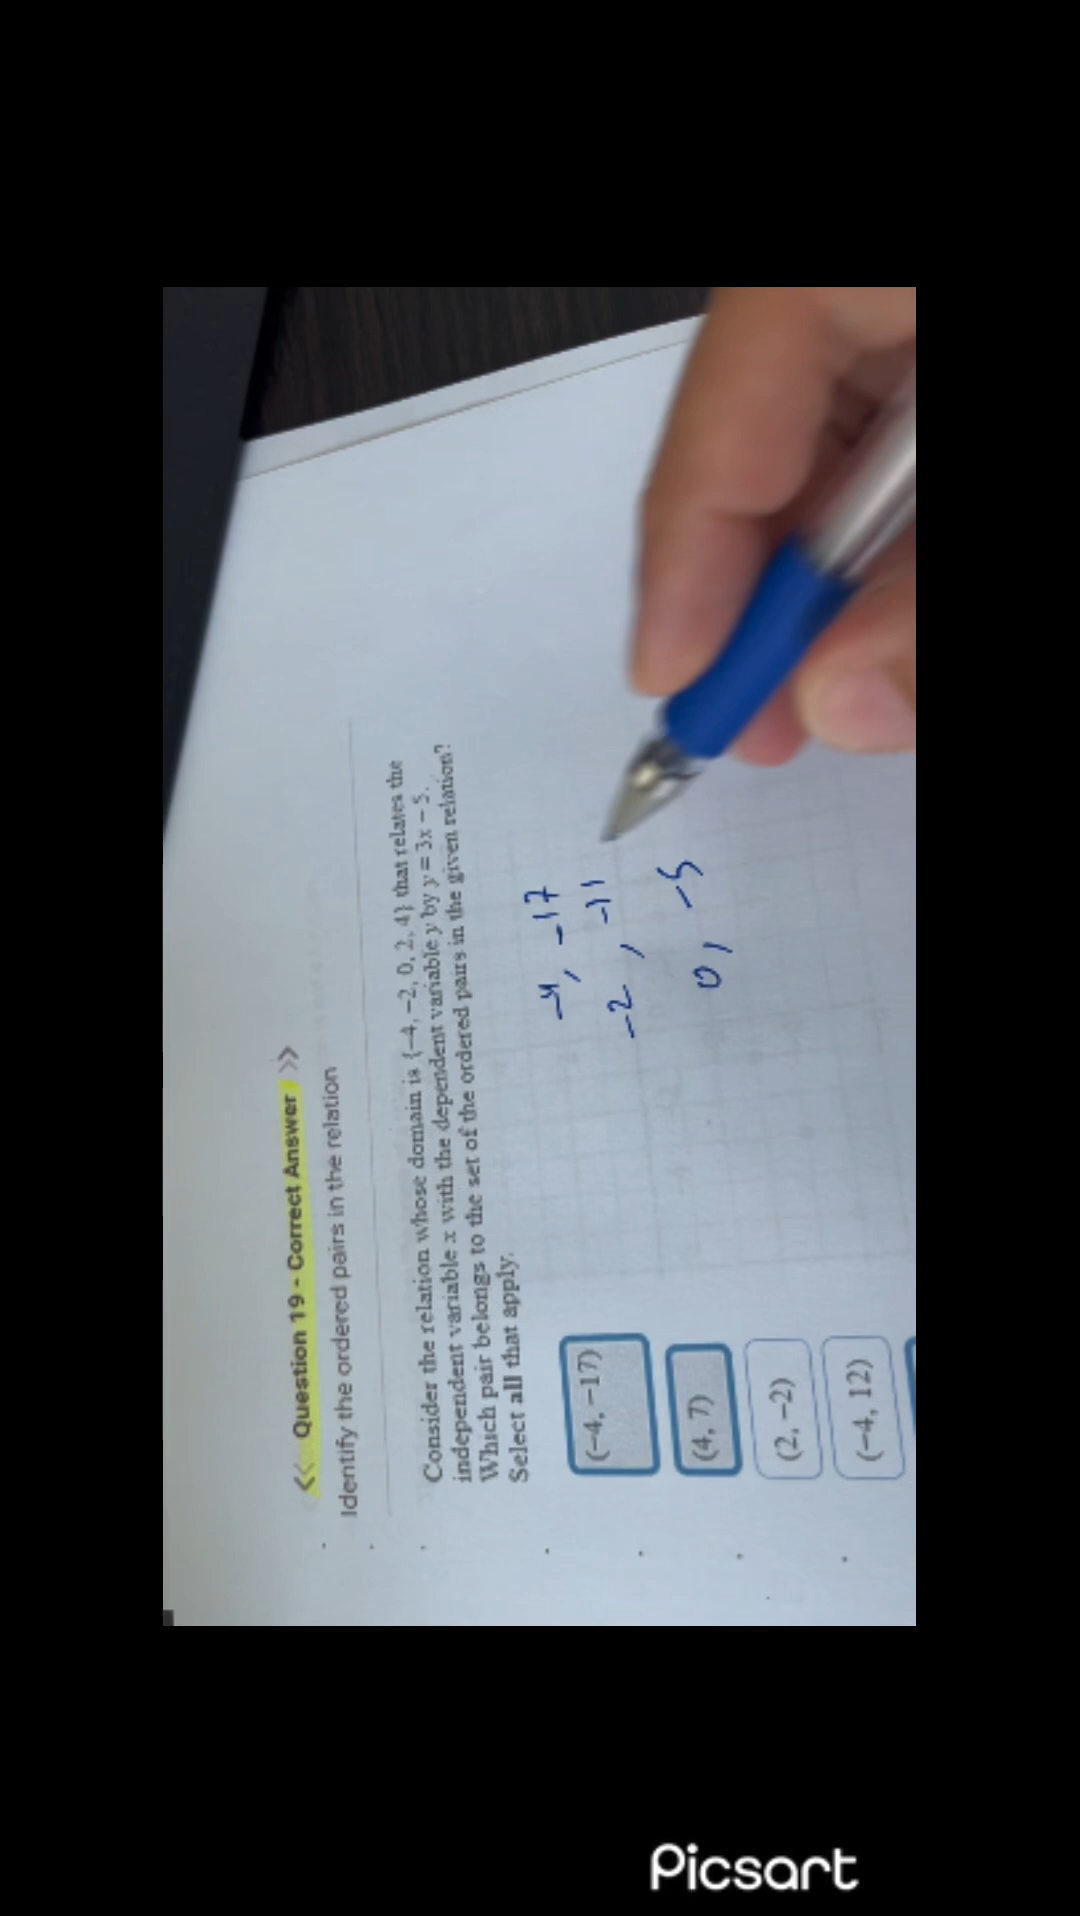 << Question 19 - Correct Answer >>
Identify the ordered pairs in the relation
Consider the relation whose domain is {−4, −2, 0, 2, 4} that relates the
independent variable x with the dependent variable y by y = 3x − 5.
Which pair belongs to the set of the ordered pairs in the given relation?
Select all that apply.
-4, -17
-2, -11
0, -5
(−4, −17)
(4, 7)
(2, −2)
(−4, 12)
Picsart